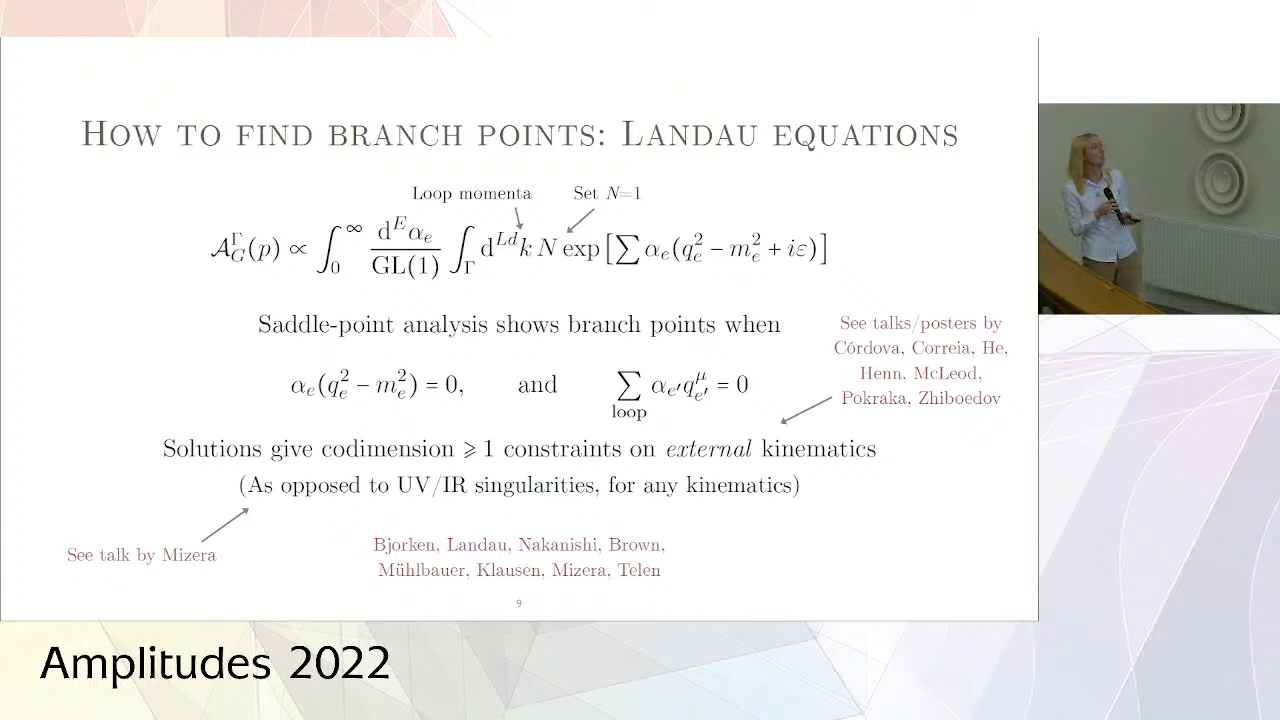 HOW TO FIND BRANCH POINTS: LANDAU EQUATIONS
Loop momenta Set N=1
𝒜_G^Γ(p) ∝ ∫_0^∞ d^E α_e / GL(1) ∫_Γ d^{Ld}k N exp[∑ α_e(q_e^2 − m_e^2 + iε)]
Saddle-point analysis shows branch points when
See talks/posters by
Córdova, Correia, He,
Henn, McLeod,
Pokraka, Zhiboedov
α_e(q_e^2 − m_e^2) = 0, and ∑_{loop} α_{e′} q_{e′}^μ = 0
Solutions give codimension ⩾ 1 constraints on external kinematics
(As opposed to UV/IR singularities, for any kinematics)
See talk by Mizera
Bjorken, Landau, Nakanishi, Brown,
Mühlbauer, Klausen, Mizera, Telen
9
Amplitudes 2022